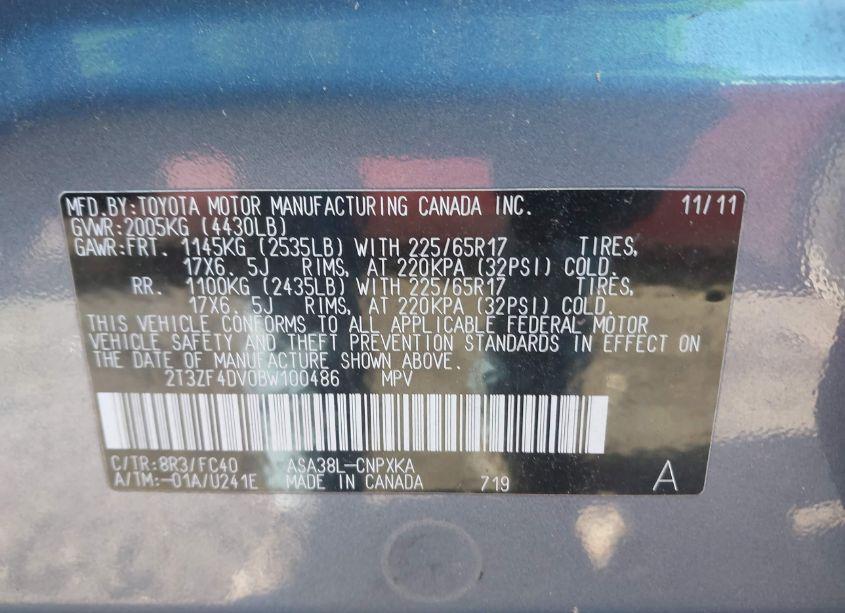 MFD.BY:TOYOTA MOTOR MANUFACTURING CANADA INC. 11/11
GVWR:2005KG (4430LB)
GAWR:FRT. 1145KG (2535LB) WITH 225/65R17 TIRES,
17X6.5J RIMS, AT 220KPA (32PSI) COLD.
RR. 1100KG (2435LB) WITH 225/65R17 TIRES,
17X6.5J RIMS, AT 220KPA (32PSI) COLD.
THIS VEHICLE CONFORMS TO ALL APPLICABLE FEDERAL MOTOR
VEHICLE SAFETY AND THEFT PREVENTION STANDARDS IN EFFECT ON
THE DATE OF MANUFACTURE SHOWN ABOVE.
2T3ZF4DV0BW100486 MPV
C/TR:8R3/FC40 ASA38L-CNPXKA
A/TM:-01A/U241E MADE IN CANADA 719 A